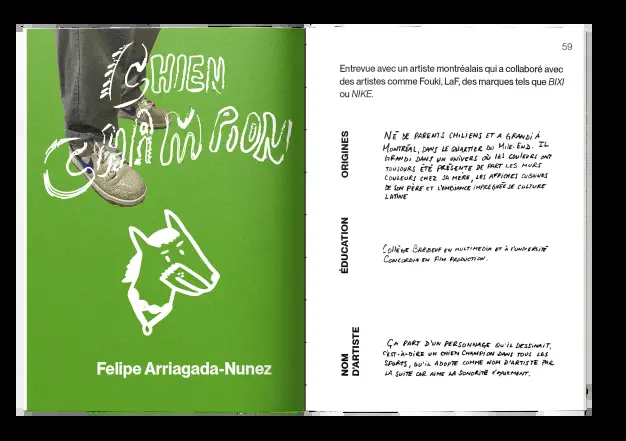 CHIEN
CHAMPION
Felipe Arriagada-Nunez
59
Entrevue avec un artiste montréalais qui a collaboré avec
des artistes comme Fouki, LaF, des marques tels que BIXI
ou NIKE.
ORIGINES
NÉ DE PARENTS CHILIENS ET A GRANDI À
MONTRÉAL, DANS LE QUARTIER DU MILE-END. IL
GRANDI DANS UN UNIVERS OÙ LES COULEURS ONT
TOUJOURS ÉTÉ PRÉSENTE DE PART LES MURS
COULEURS CHEZ SA MÈRE, LES AFFICHES CUBAINES
DE SON PÈRE ET L'AMBIANCE IMPREGNÉE DE CULTURE
LATINE
ÉDUCATION
COLLÈGE BRÉBEUF EN MULTIMEDIA ET À L'UNIVERSITÉ
CONCORDIA EN FILM PRODUCTION.
NOM
D'ARTISTE
ÇA PART D'UN PERSONNAGE QU'IL DESSINAIT,
C'EST-À-DIRE UN CHIEN CHAMPION DANS TOUS LES
SPORTS, QU'IL ADOPTE COMME NOM D'ARTISTE PAR
LA SUITE CAR AIME LA SONORITÉ ÉGALEMENT.